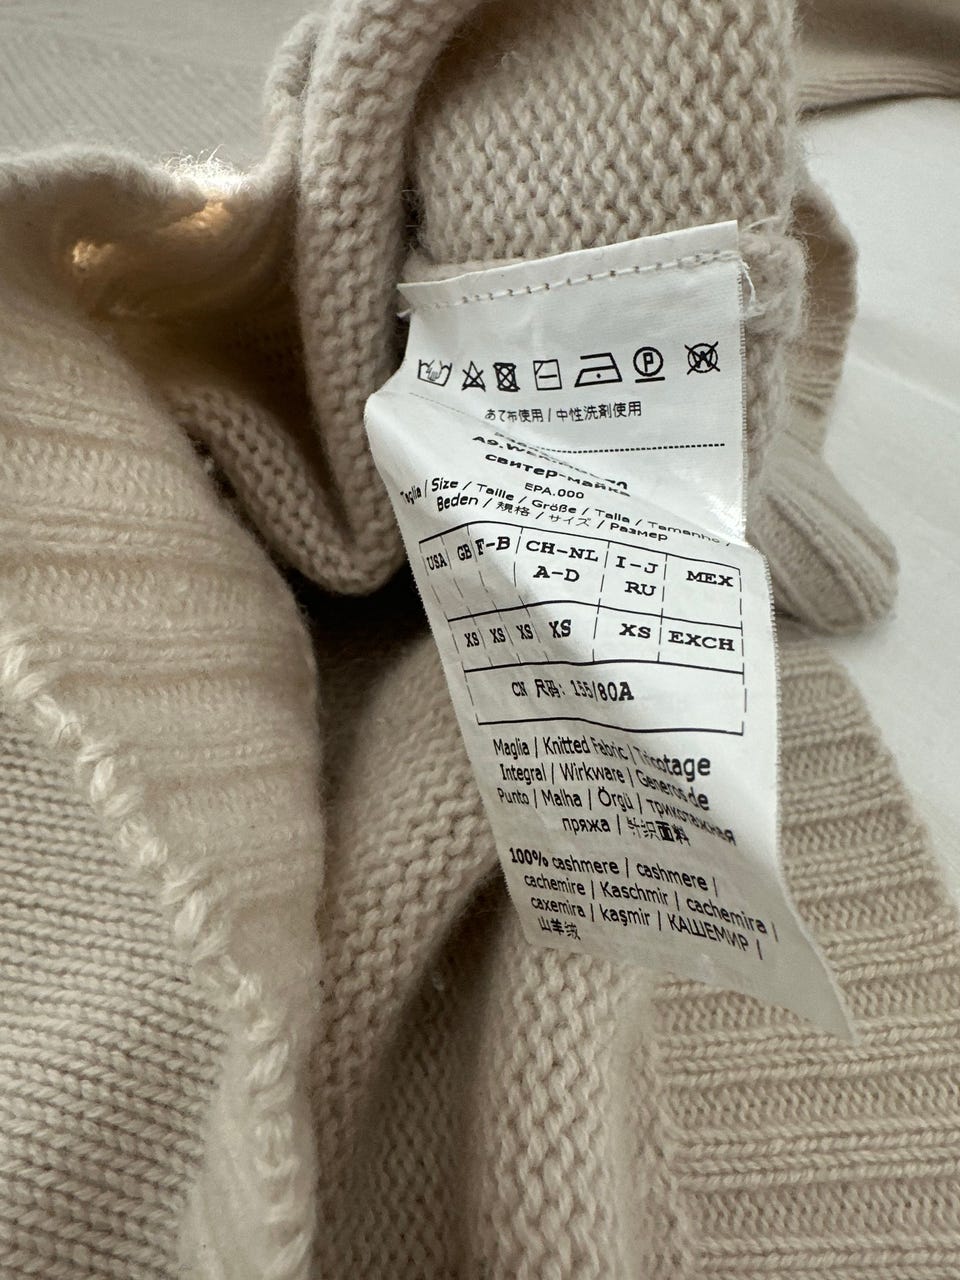 あて布使用 / 中性洗剤使用
свитер-майка
EPA.000
Taglia / Size / Taille / Größe / Talla / Tamanho /
Beden / 規格 / サイズ / Размер
USA GB F-B CH-NL A-D I-J RU MEX
XS XS XS XS XS EXCH
CN 尺码: 155/80A
Maglia / Knitted Fabric / Tricotage
Integral / Wirkware / Generos de
Punto / Malha / Örgü / трикотажная
пряжа / 针织面料
100% cashmere / cashmere /
cachemire / Kaschmir / cachemira /
caxemira / kaşmir / КАШЕМИР /
山羊绒